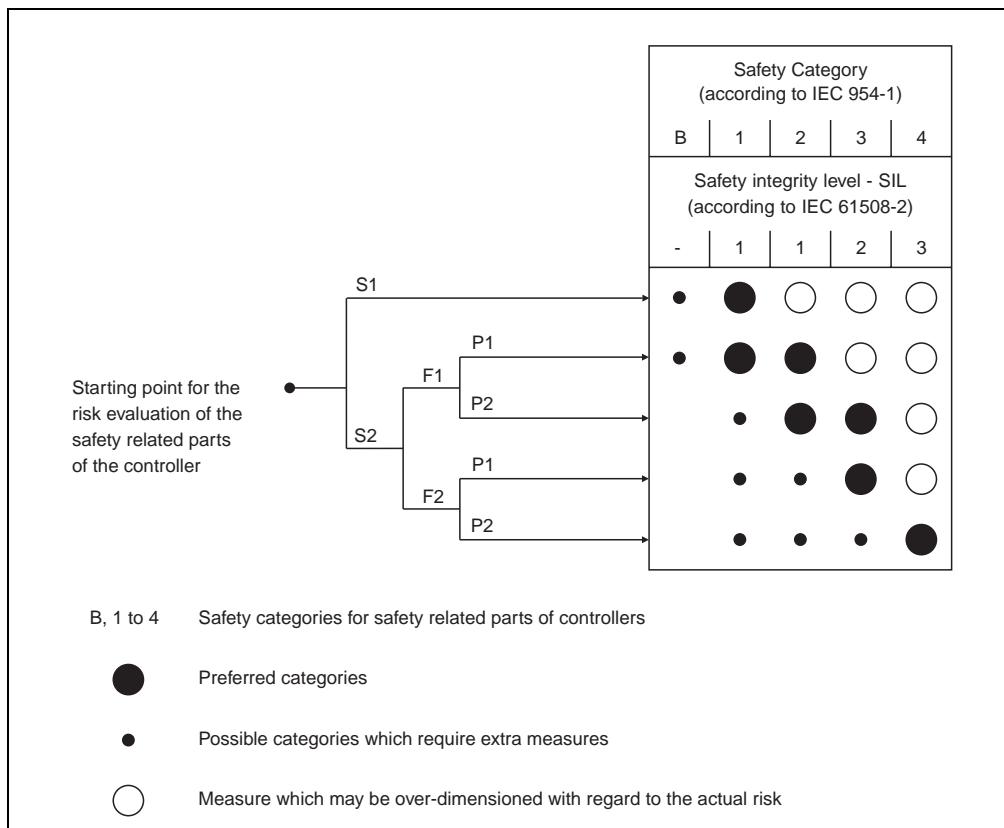 Safety Category
(according to IEC 954-1)
B 1 2 3 4
Safety integrity level - SIL
(according to IEC 61508-2)
- 1 1 2 3
S1
P1
F1
P2
S2
P1
F2
P2
Starting point for the
risk evaluation of the
safety related parts
of the controller
B, 1 to 4 Safety categories for safety related parts of controllers
Preferred categories
Possible categories which require extra measures
Measure which may be over-dimensioned with regard to the actual risk